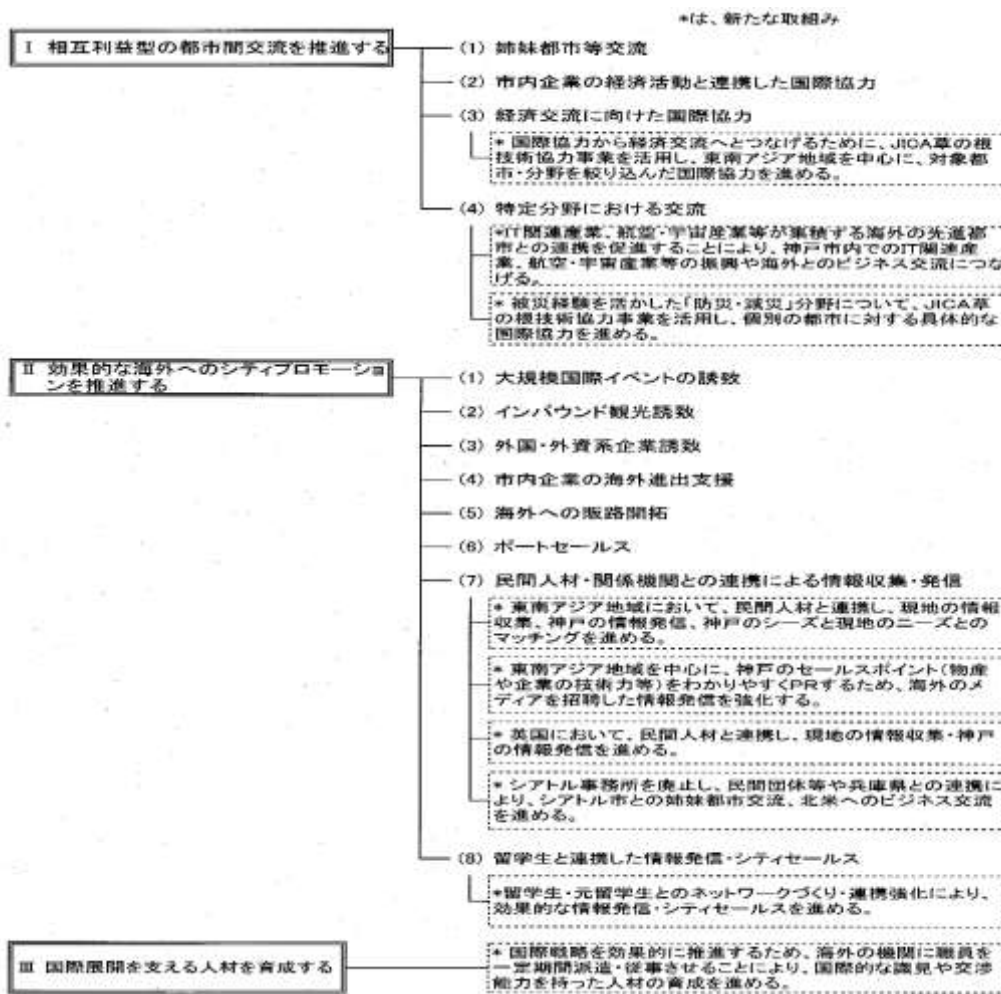 *は、新たな取組み
Ⅰ 相互利益型の都市間交流を推進する
(1) 姉妹都市等交流
(2) 市内企業の経済活動と連携した国際協力
(3) 経済交流に向けた国際協力
* 国際協力から経済交流へとつなげるために、JICA草の根
技術協力事業を活用し、東南アジア地域を中心に、対象都
市・分野を絞り込んだ国際協力を進める。
(4) 特定分野における交流
*IT関連産業、航空・宇宙産業等が集積する海外の先進都
市との連携を促進することにより、神戸市内でのIT関連産
業、航空・宇宙産業等の振興や海外とのビジネス交流につな
げる。
* 被災経験を活かした「防災・減災」分野について、JICA草
の根技術協力事業を活用し、個別の都市に対する具体的な
国際協力を進める。
Ⅱ 効果的な海外へのシティプロモーショ
ンを推進する
(1) 大規模国際イベントの誘致
(2) インバウンド観光誘致
(3) 外国・外資系企業誘致
(4) 市内企業の海外進出支援
(5) 海外への販路開拓
(6) ポートセールス
(7) 民間人材・関係機関との連携による情報収集・発信
* 東南アジア地域において、民間人材と連携し、現地の情報
収集、神戸の情報発信、神戸のシーズと現地のニーズとの
マッチングを進める。
* 東南アジア地域を中心に、神戸のセールスポイント(物産
や企業の技術力等)をわかりやすくPRするため、海外のメ
ディアを招聘した情報発信を強化する。
* 英国において、民間人材と連携し、現地の情報収集・神戸
の情報発信を進める。
* シアトル事務所を廃止し、民間団体等や兵庫県との連携に
より、シアトル市との姉妹都市交流、北米へのビジネス交流
を進める。
(8) 留学生と連携した情報発信・シティセールス
*留学生・元留学生とのネットワークづくり・連携強化により、
効果的な情報発信・シティセールスを進める。
Ⅲ 国際展開を支える人材を育成する
* 国際戦略を効果的に推進するため、海外の機関に職員を
一定期間派遣・従事させることにより、国際的な識見や交渉
能力を持った人材の育成を進める。